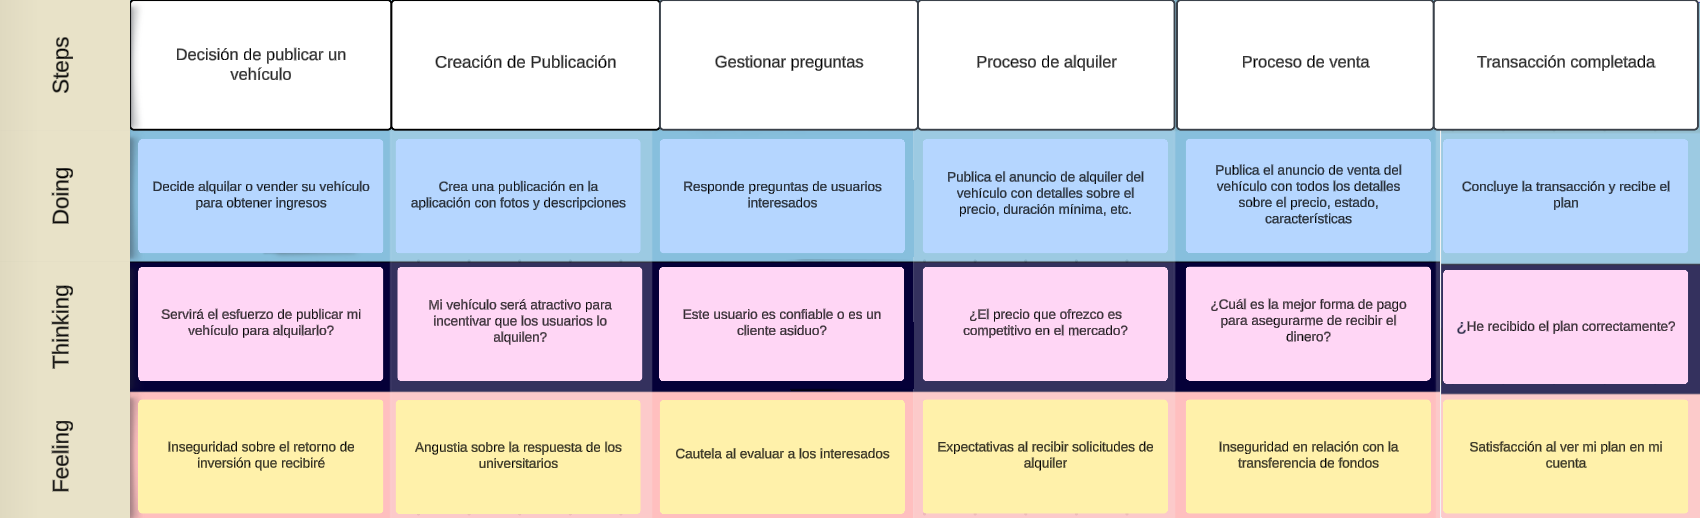 Steps
Decisión de publicar un
vehículo
Creación de Publicación
Gestionar preguntas
Proceso de alquiler
Proceso de venta
Transacción completada
Doing
Decide alquilar o vender su vehículo
para obtener ingresos
Crea una publicación en la
aplicación con fotos y descripciones
Responde preguntas de usuarios
interesados
Publica el anuncio de alquiler del
vehículo con detalles sobre el
precio, duración mínima, etc.
Publica el anuncio de venta del
vehículo con todos los detalles
sobre el precio, estado,
características
Concluye la transacción y recibe el
plan
Thinking
Servirá el esfuerzo de publicar mi
vehículo para alquilarlo?
Mi vehículo será atractivo para
incentivar que los usuarios lo
alquilen?
Este usuario es confiable o es un
cliente asiduo?
¿El precio que ofrezco es
competitivo en el mercado?
¿Cuál es la mejor forma de pago
para asegurarme de recibir el
dinero?
¿He recibido el plan correctamente?
Feeling
Inseguridad sobre el retorno de
inversión que recibiré
Angustia sobre la respuesta de los
universitarios
Cautela al evaluar a los interesados
Expectativas al recibir solicitudes de
alquiler
Inseguridad en relación con la
transferencia de fondos
Satisfacción al ver mi plan en mi
cuenta